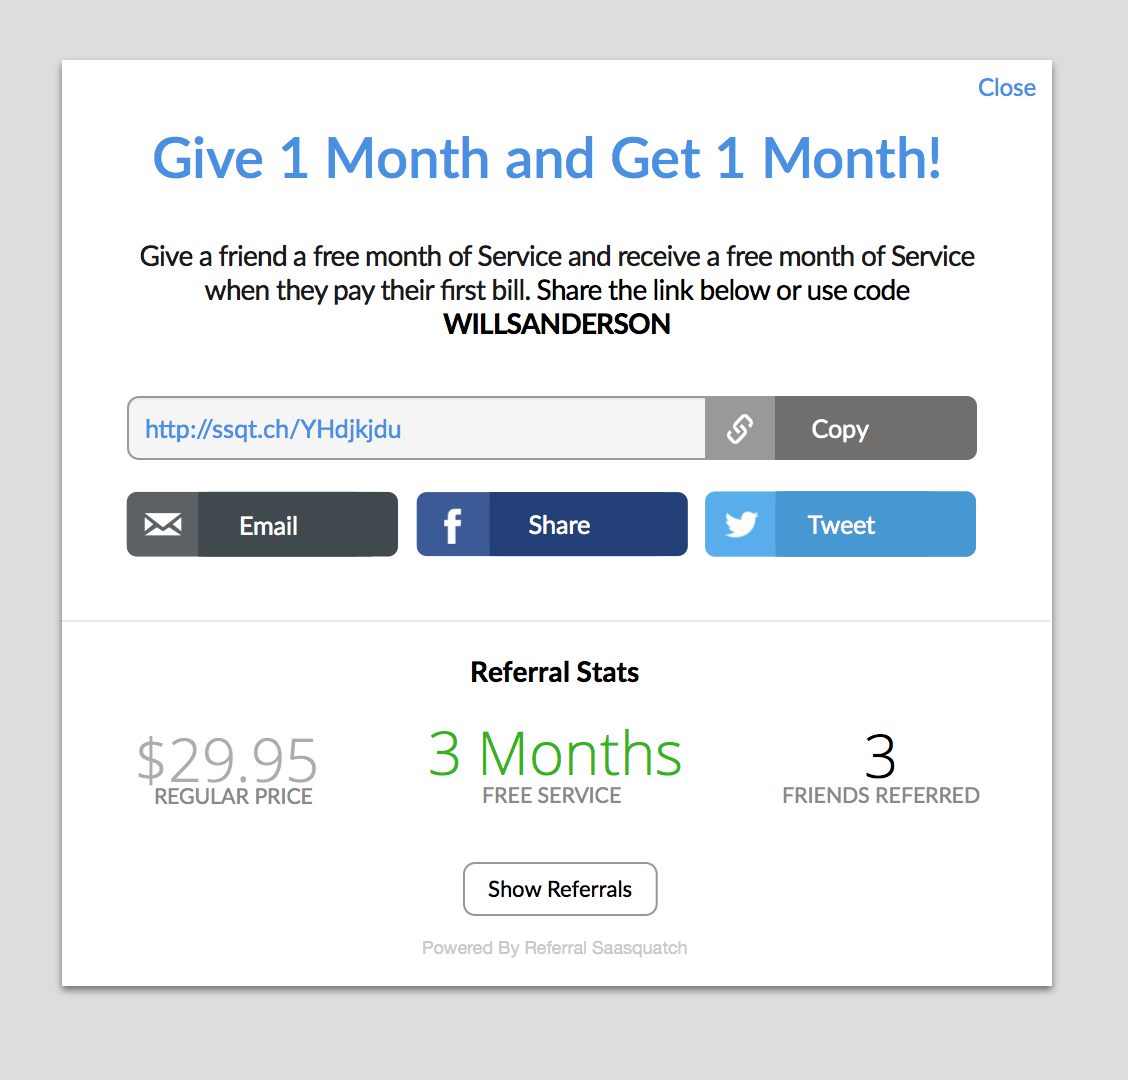 Close
Give 1 Month and Get 1 Month!
Give a friend a free month of Service and receive a free month of Service
when they pay their first bill. Share the link below or use code
WILLSANDERSON
http://ssqt.ch/YHdjkjdu
Copy
Email
Share
Tweet
Referral Stats
$29.95
REGULAR PRICE
3 Months
FREE SERVICE
3
FRIENDS REFERRED
Show Referrals
Powered By Referral Saasquatch